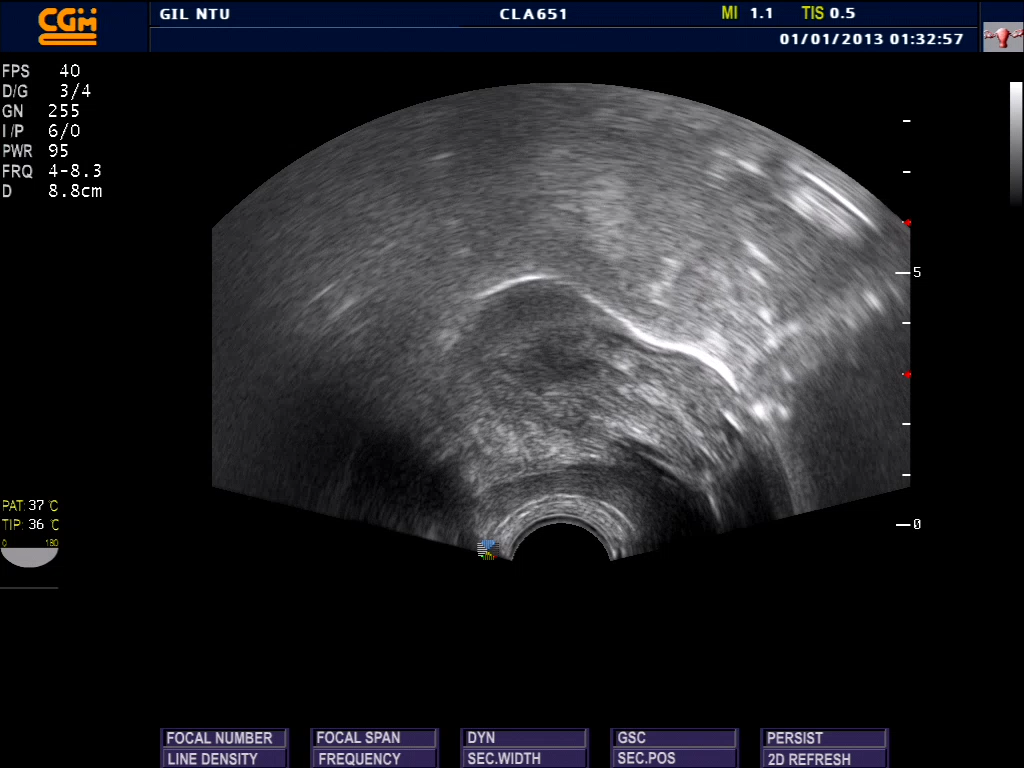 CGM
GIL NTU
CLA651
MI 1.1 TIS 0.5
01/01/2013 01:32:57
FPS 40
D/G 3/4
GN 255
I/P 6/0
PWR 95
FRQ 4-8.3
D 8.8cm
5
PAT: 37 °C
TIP: 36 °C
0 180
0
FOCAL NUMBER
LINE DENSITY
FOCAL SPAN
FREQUENCY
DYN
SEC.WIDTH
GSC
SEC.POS
PERSIST
2D REFRESH